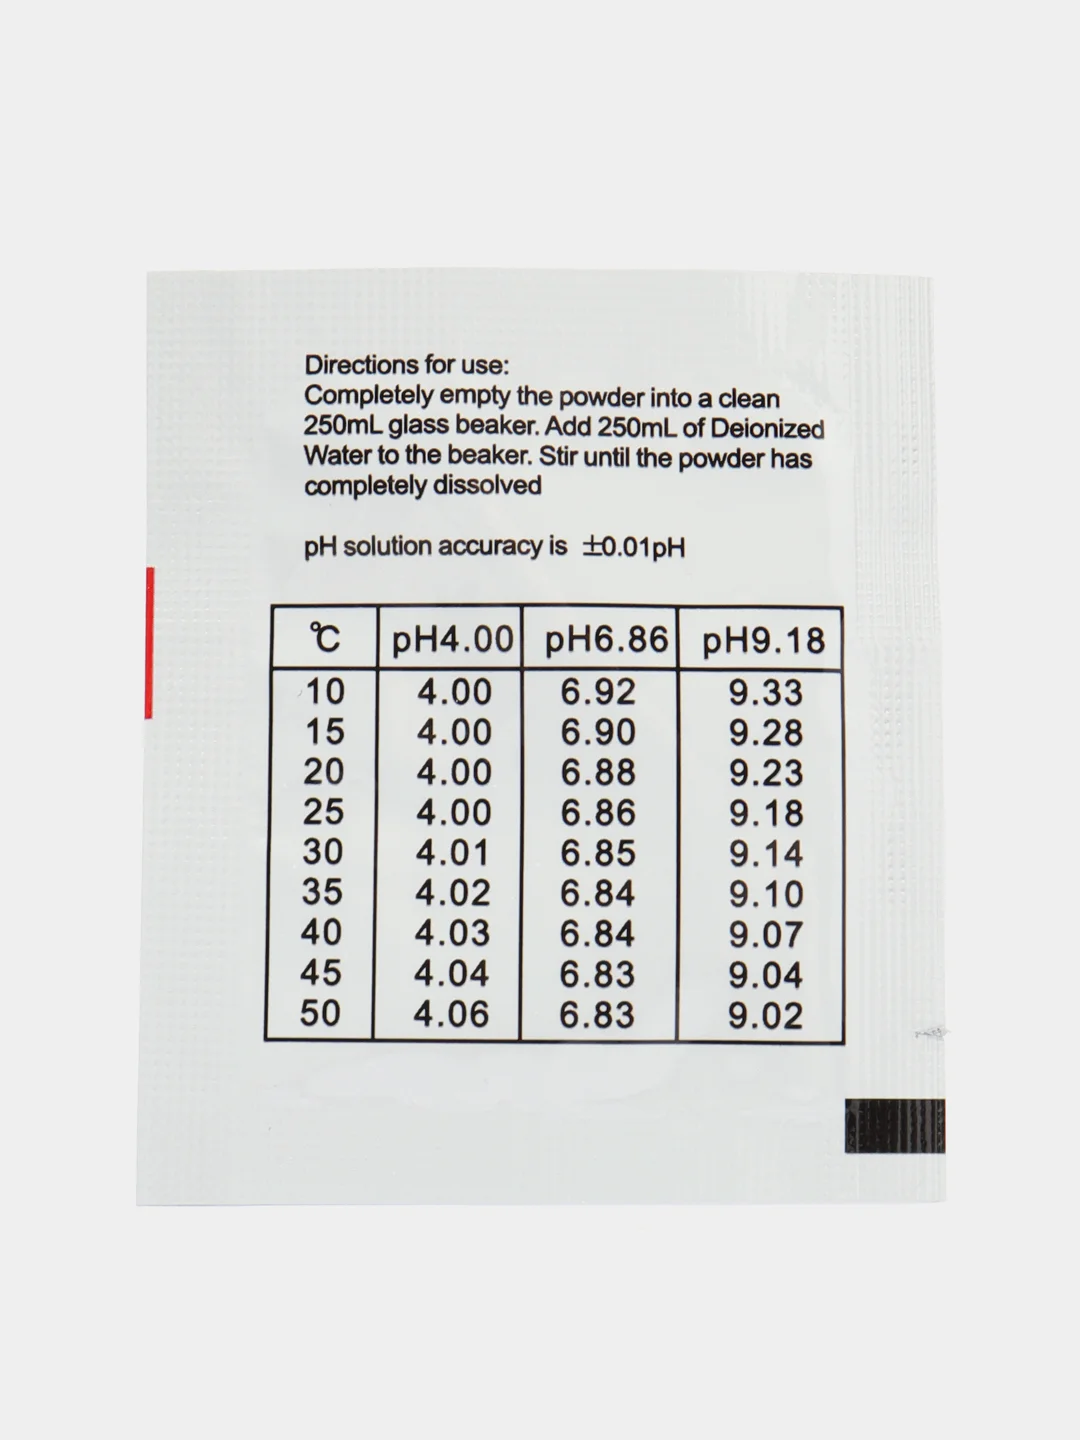 Directions for use:
Completely empty the powder into a clean
250mL glass beaker. Add 250mL of Deionized
Water to the beaker. Stir until the powder has
completely dissolved
pH solution accuracy is ±0.01pH
℃ pH4.00 pH6.86 pH9.18
10 4.00 6.92 9.33
15 4.00 6.90 9.28
20 4.00 6.88 9.23
25 4.00 6.86 9.18
30 4.01 6.85 9.14
35 4.02 6.84 9.10
40 4.03 6.84 9.07
45 4.04 6.83 9.04
50 4.06 6.83 9.02